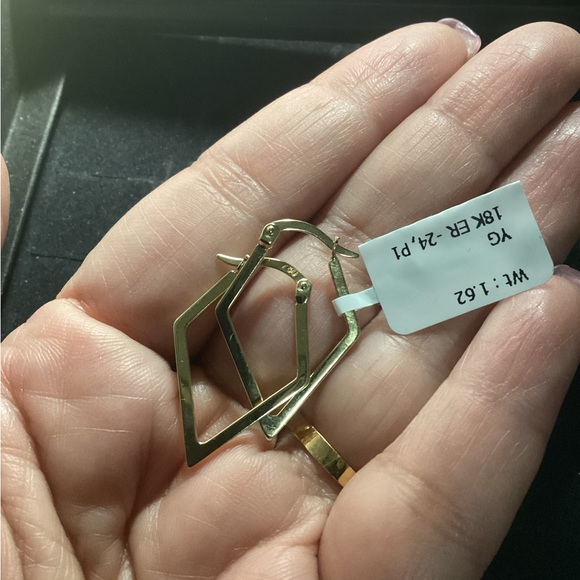 18K ER -24,P1
YG
Wt : 1.62